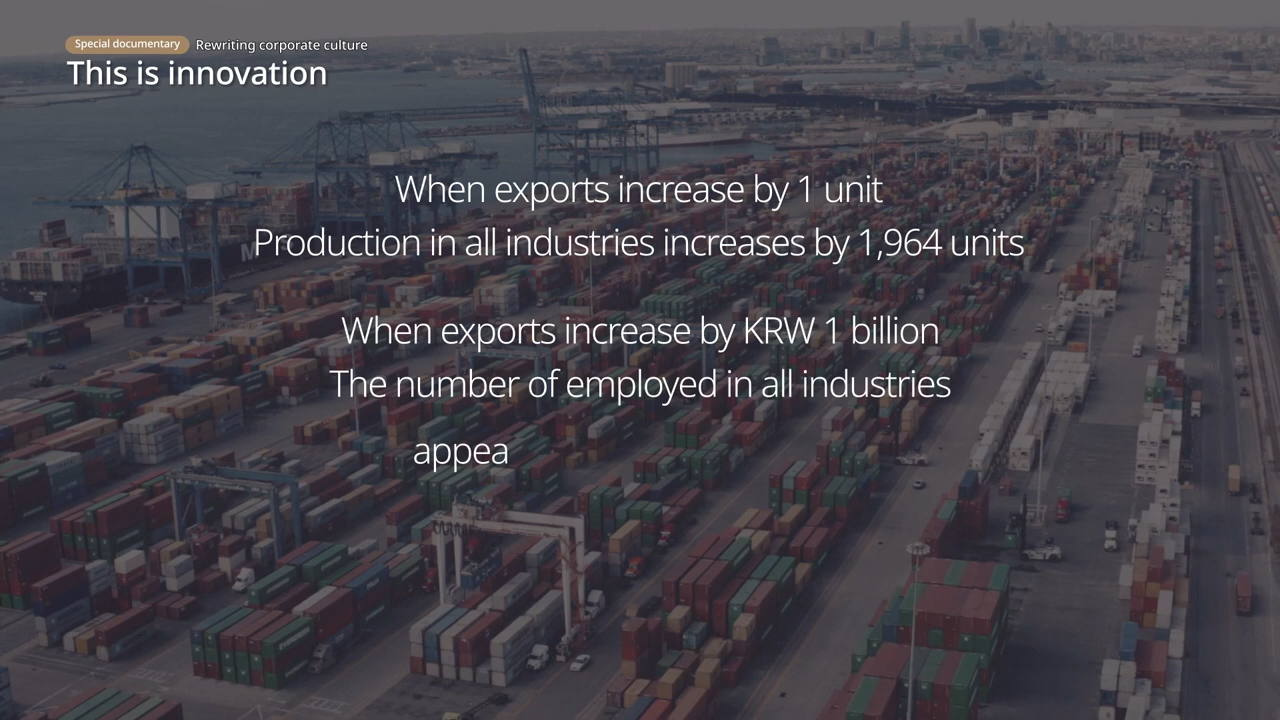 Special documentary Rewriting corporate culture
This is innovation
When exports increase by 1 unit
Production in all industries increases by 1,964 units
When exports increase by KRW 1 billion
The number of employed in all industries
appea